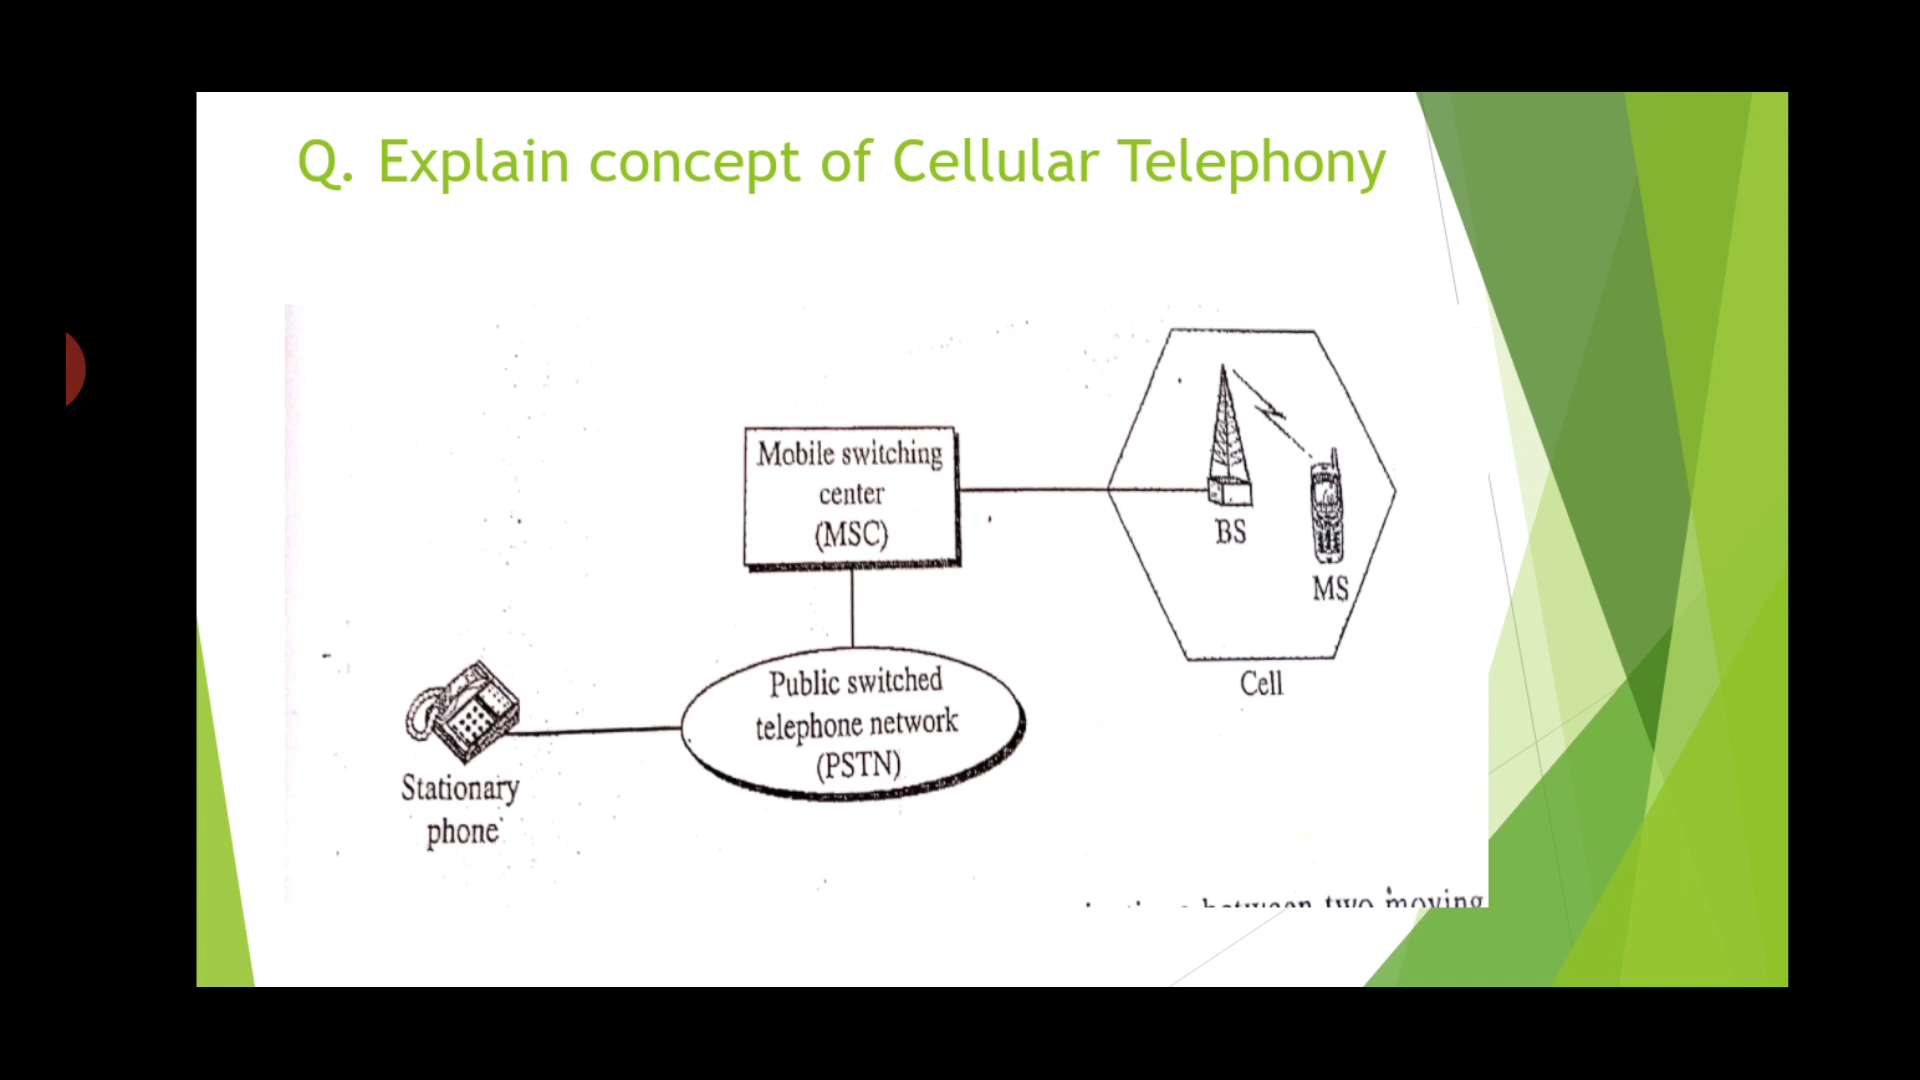 Q. Explain concept of Cellular Telephony
Mobile switching
center
(MSC)
BS
MS
Cell
Public switched
telephone network
(PSTN)
Stationary
phone
between two moving